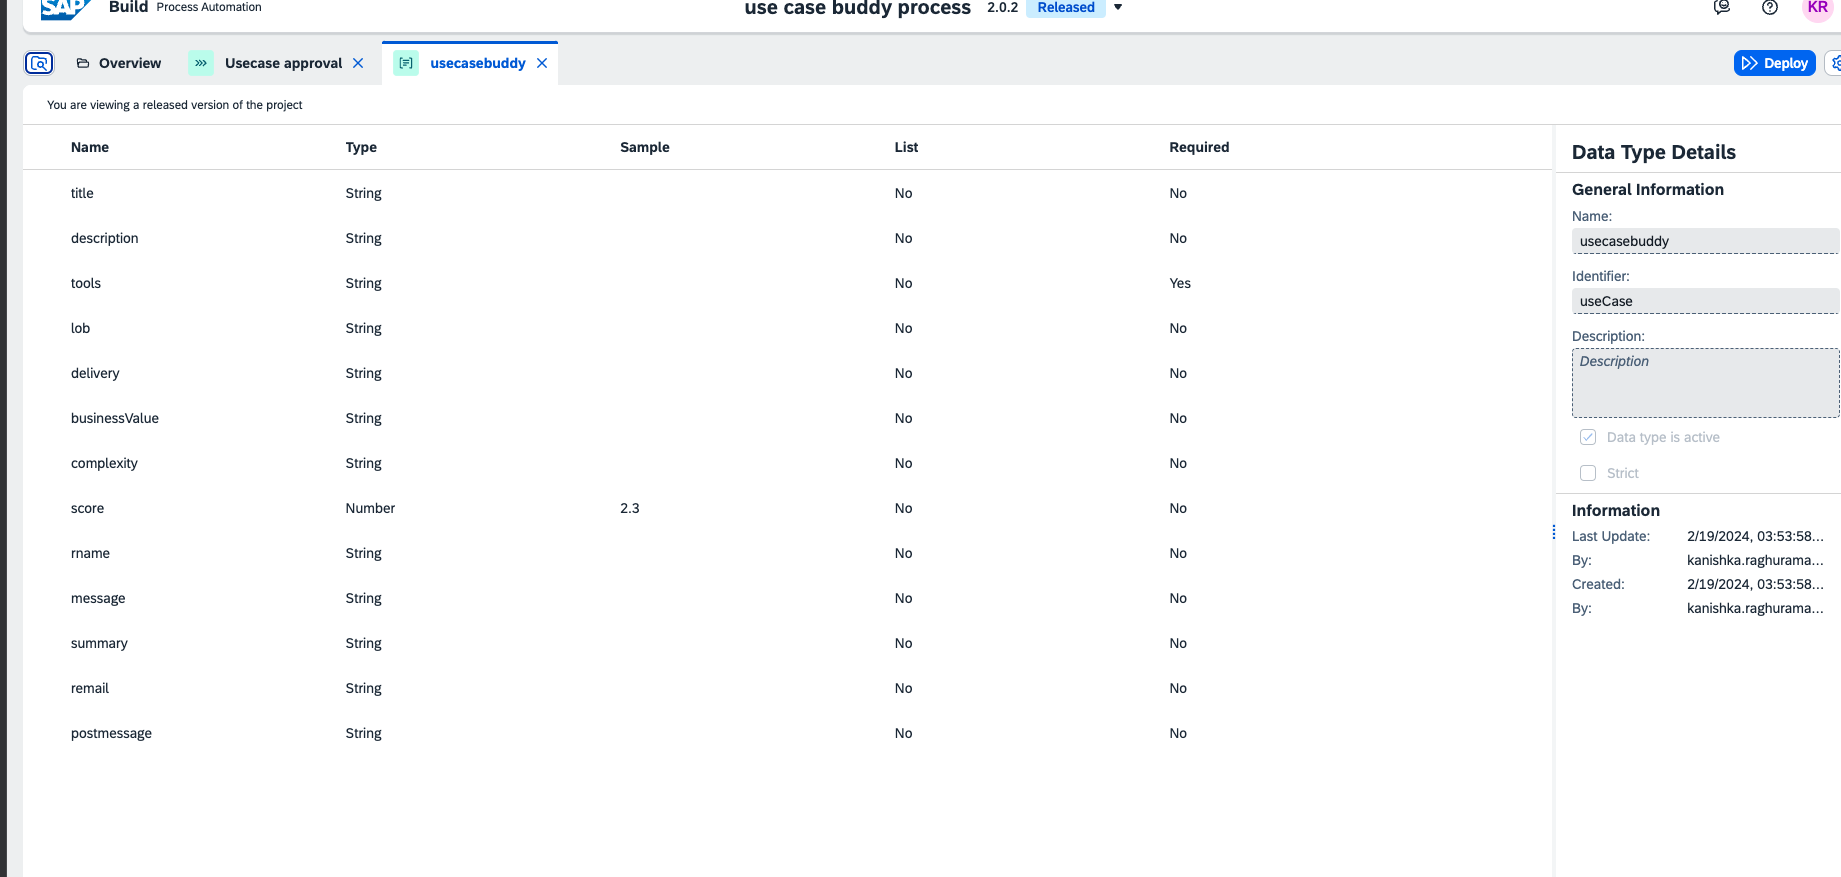 SAP Build Process Automation
use case buddy process 2.0.2 Released
KR
Overview
Usecase approval
usecasebuddy
Deploy
You are viewing a released version of the project
Name Type Sample List Required
title String No No
description String No No
tools String No Yes
lob String No No
delivery String No No
businessValue String No No
complexity String No No
score Number 2.3 No No
rname String No No
message String No No
summary String No No
remail String No No
postmessage String No No
Data Type Details
General Information
Name:
usecasebuddy
Identifier:
useCase
Description:
Description
Data type is active
Strict
Information
Last Update: 2/19/2024, 03:53:58...
By: kanishka.raghurama...
Created: 2/19/2024, 03:53:58...
By: kanishka.raghurama...